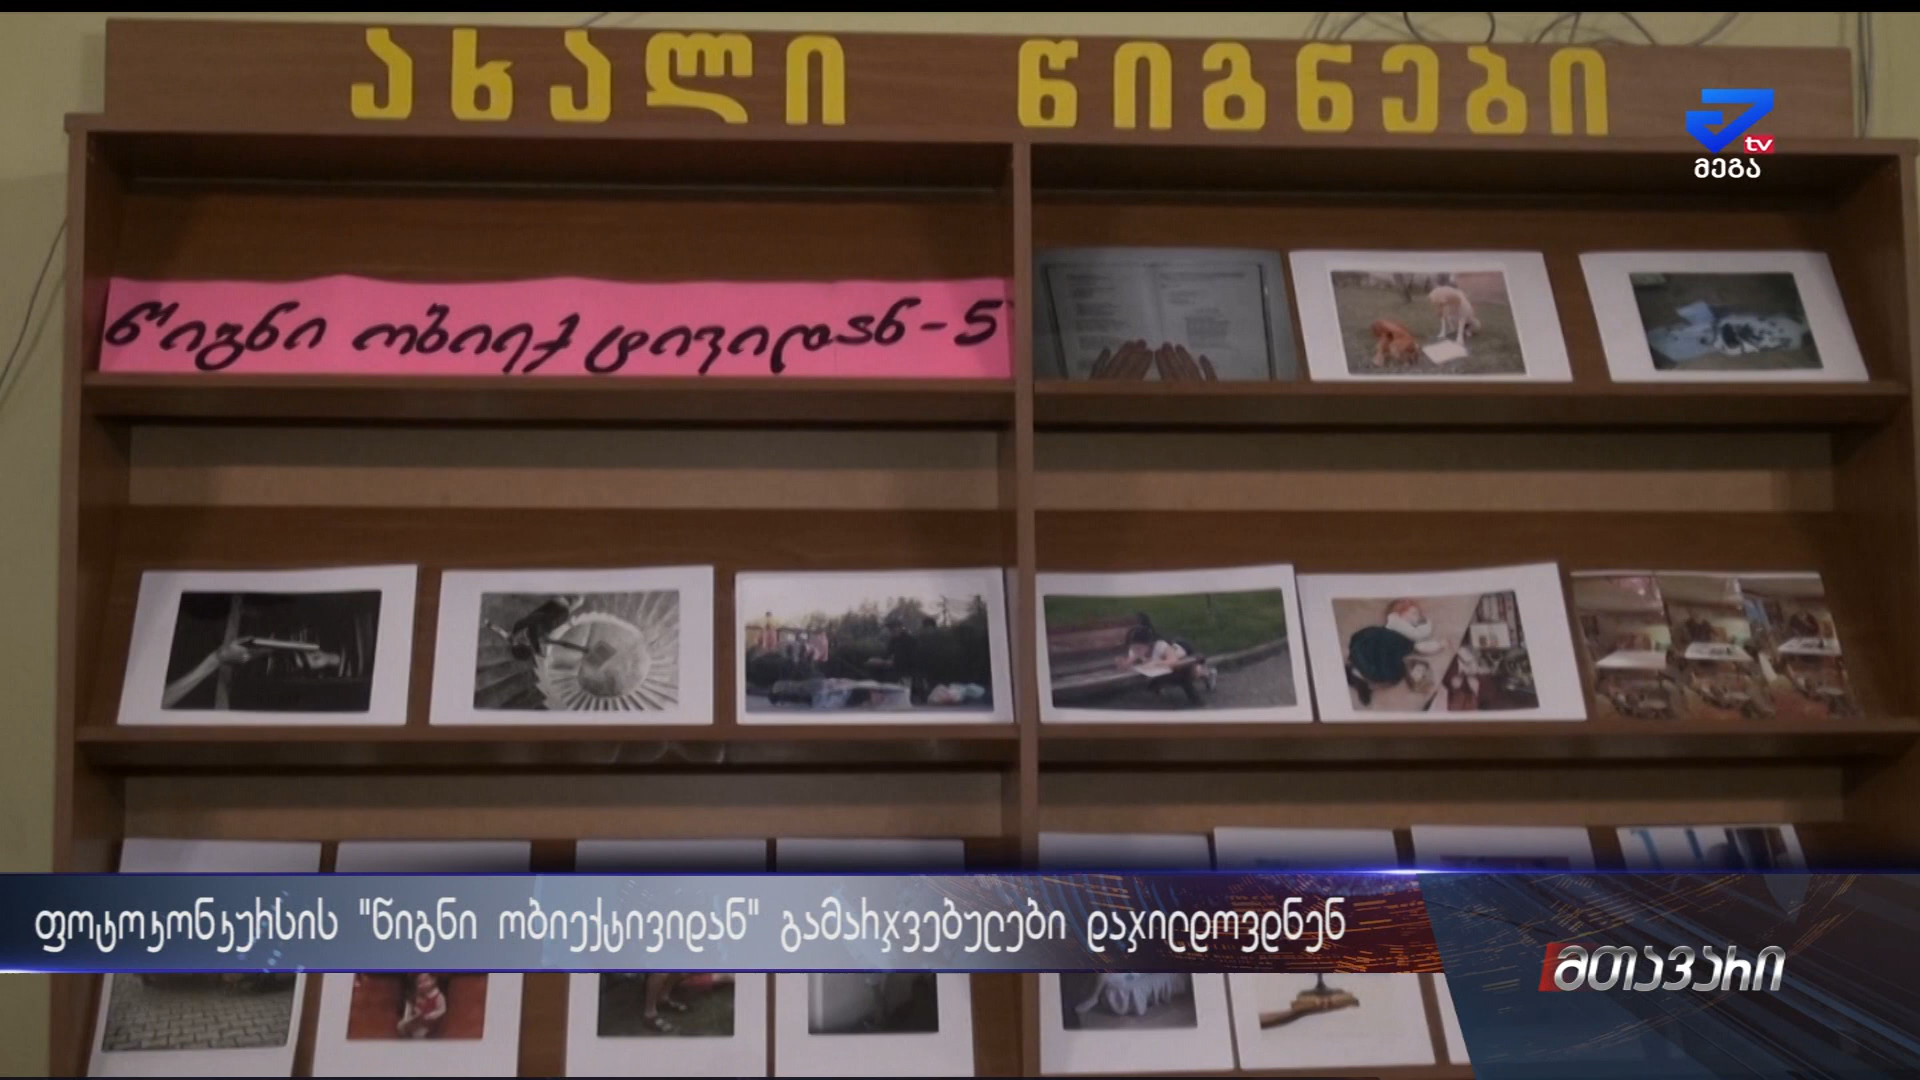 ახალი წიგნები
tv
მეგა
წიგნი ობიექტივიდან-5
ფოტოკონკურსის "წიგნი ობიექტივიდან" გამარჯვებულები დაჯილდოვდნენ
მთავარი